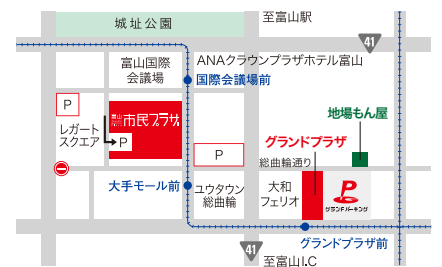 城址公園
至富山駅
41
富山国際
会議場
ANAクラウンプラザホテル富山
国際会議場前
P
富山
市民プラザ
P
地場もん屋
レガート
スクエア
グランドプラザ
P
総曲輪通り
大手モール前
ユウタウン
総曲輪
大和
フェリオ
P
グランドパーキング
グランドプラザ前
41
至富山I.C